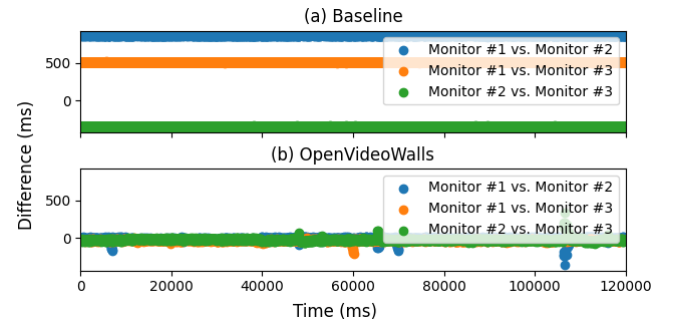 (a) Baseline
500
0
Monitor #1 vs. Monitor #2
Monitor #1 vs. Monitor #3
Monitor #2 vs. Monitor #3
Difference (ms)
(b) OpenVideoWalls
500
0
Monitor #1 vs. Monitor #2
Monitor #1 vs. Monitor #3
Monitor #2 vs. Monitor #3
0 20000 40000 60000 80000 100000 120000
Time (ms)